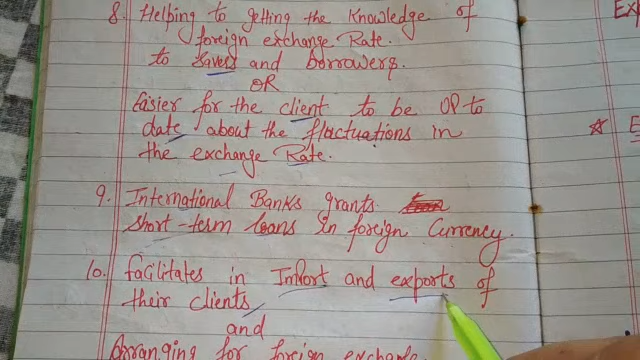 8. Helping to getting the Knowledge of
foreign exchange Rate.
to savers and borrowers.
OR
Easier for the client to be UP to
date about the fluctuations in
the exchange Rate.
9. International Banks grants
short-term loans in foreign Currency.
10. facilitates in Import and exports of
their clients
and
Arranging for foreign exchange